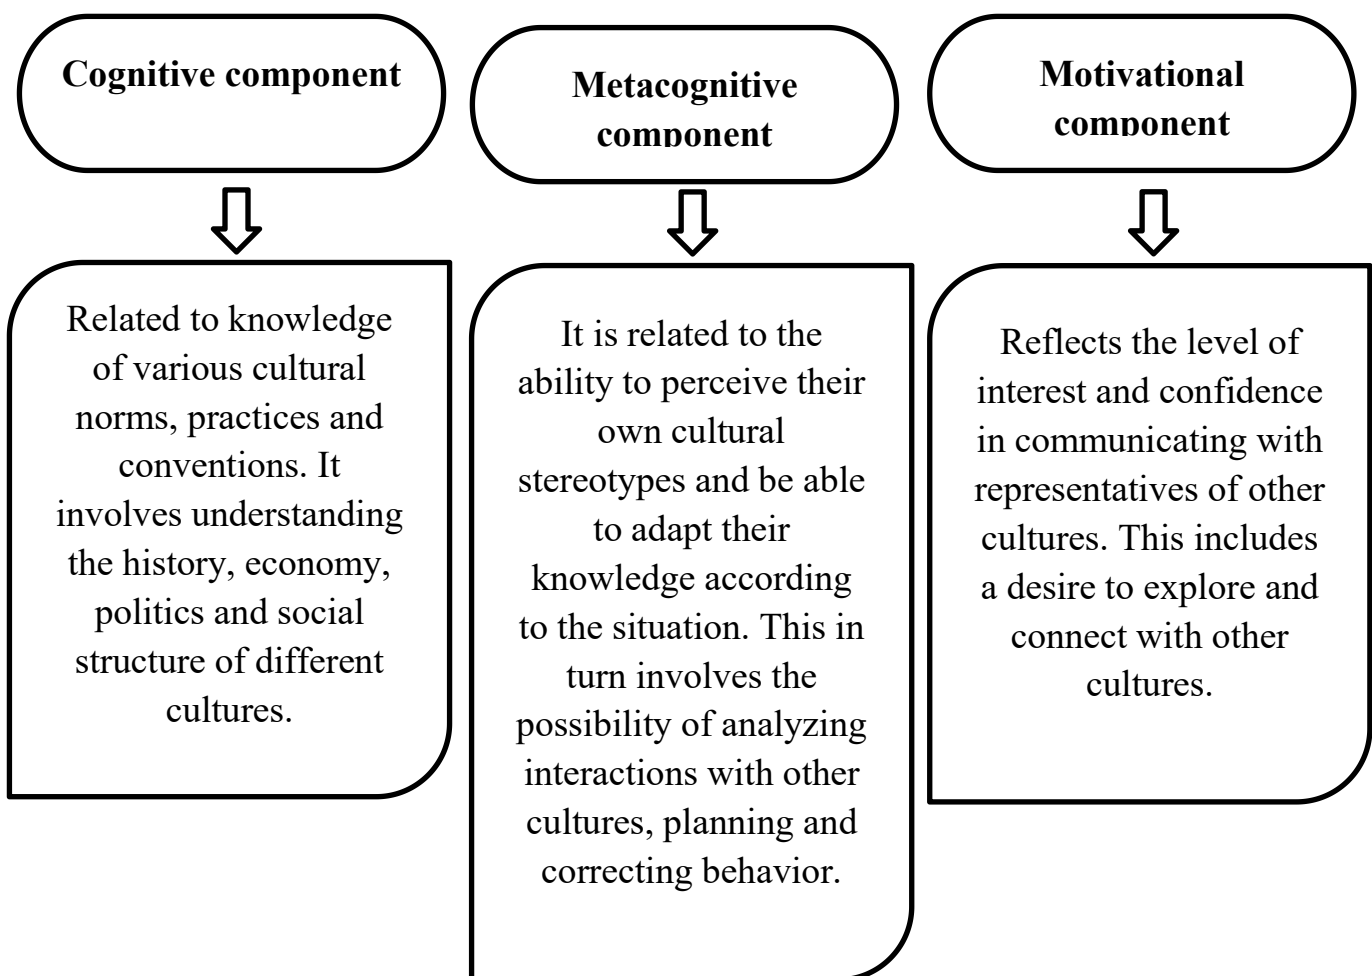 Cognitive component
Metacognitive
component
Motivational
component
Related to knowledge
of various cultural
norms, practices and
conventions. It
involves understanding
the history, economy,
politics and social
structure of different
cultures.
It is related to the
ability to perceive their
own cultural
stereotypes and be able
to adapt their
knowledge according
to the situation. This in
turn involves the
possibility of analyzing
interactions with other
cultures, planning and
correcting behavior.
Reflects the level of
interest and confidence
in communicating with
representatives of other
cultures. This includes
a desire to explore and
connect with other
cultures.